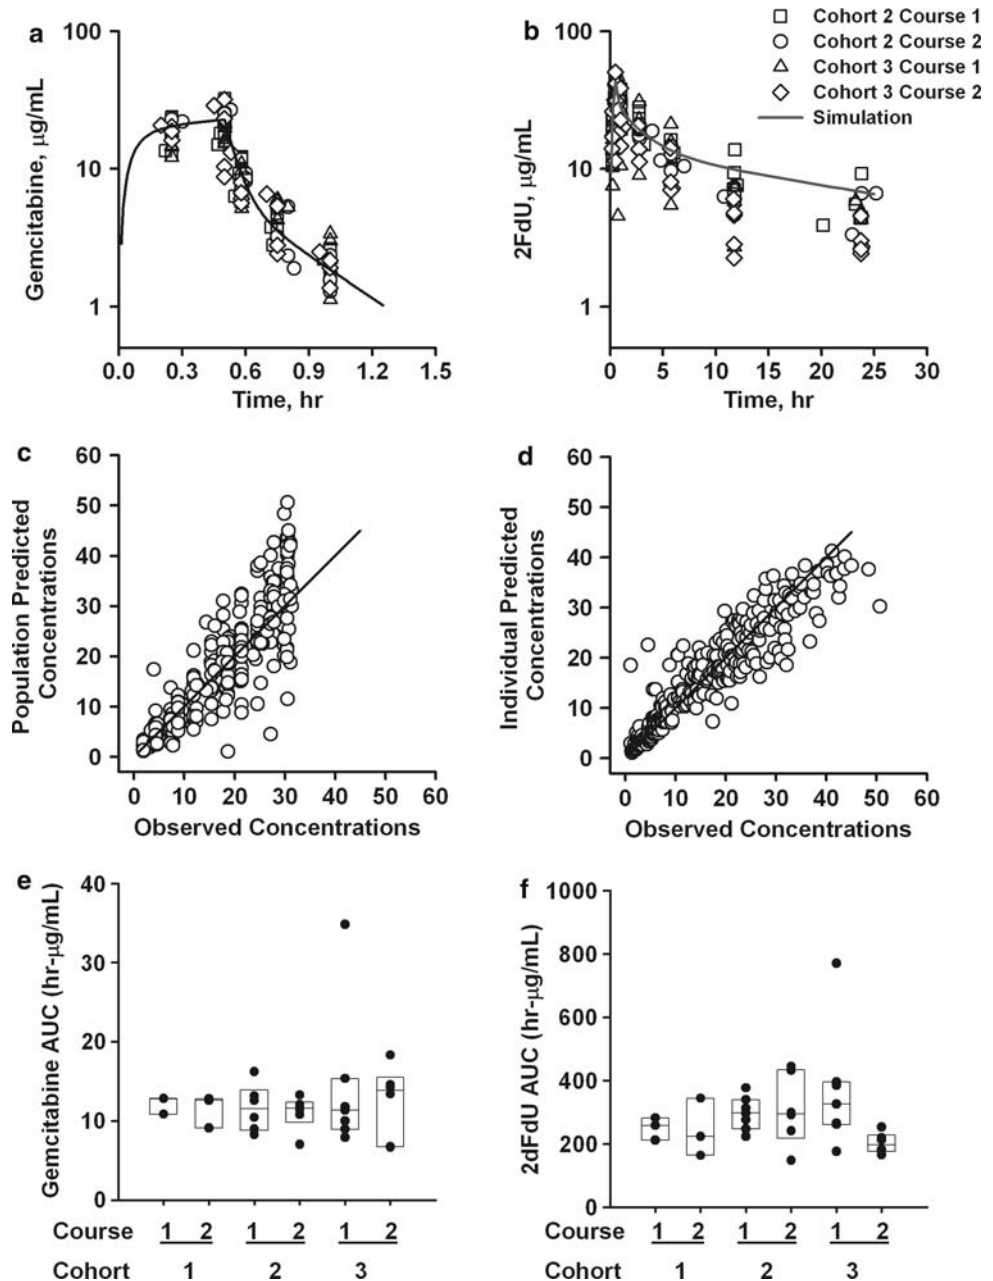 a
100
10
1
Gemcitabine, µg/mL
0.0 0.3 0.6 0.9 1.2 1.5
Time, hr
b
100
10
1
2FdU, µg/mL
0 5 10 15 20 25 30
Time, hr
Cohort 2 Course 1
Cohort 2 Course 2
Cohort 3 Course 1
Cohort 3 Course 2
Simulation
c
60
50
40
30
20
10
0
Population Predicted
Concentrations
0 10 20 30 40 50 60
Observed Concentrations
d
60
50
40
30
20
10
0
Individual Predicted
Concentrations
0 10 20 30 40 50 60
Observed Concentrations
e
40
30
20
10
0
Gemcitabine AUC (hr-µg/mL)
Course 1 2 1 2 1 2
Cohort 1 2 3
f
1000
800
600
400
200
0
2dFdU AUC (hr-µg/mL)
Course 1 2 1 2 1 2
Cohort 1 2 3